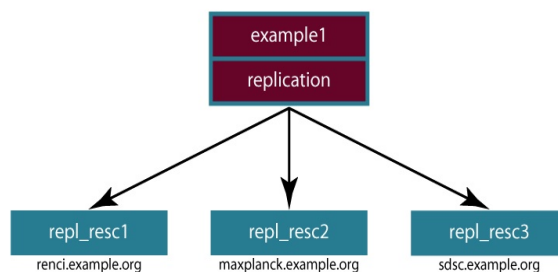 example1
replication
repl_resc1
repl_resc2
repl_resc3
renci.example.org
maxplanck.example.org
sdsc.example.org